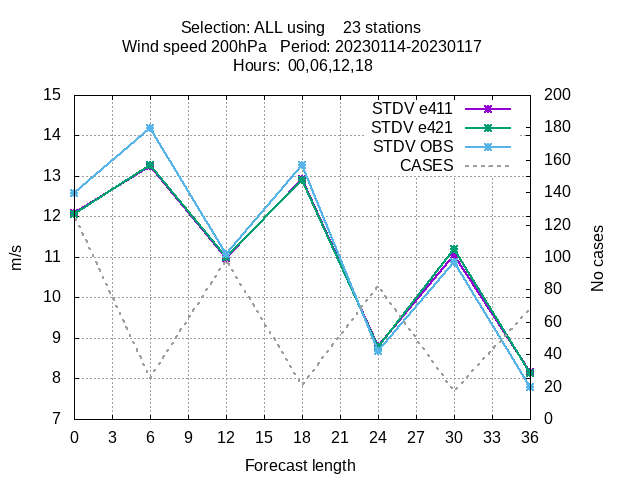 Selection: ALL using    23 stations
Wind speed 200hPa   Period: 20230114-20230117
Hours:  00,06,12,18
15
14
13
12
11
10
9
8
7
200
180
160
140
120
100
80
60
40
20
0
STDV e411
STDV e421
STDV OBS
CASES
m/s
No cases
0 3 6 9 12 15 18 21 24 27 30 33 36
Forecast length